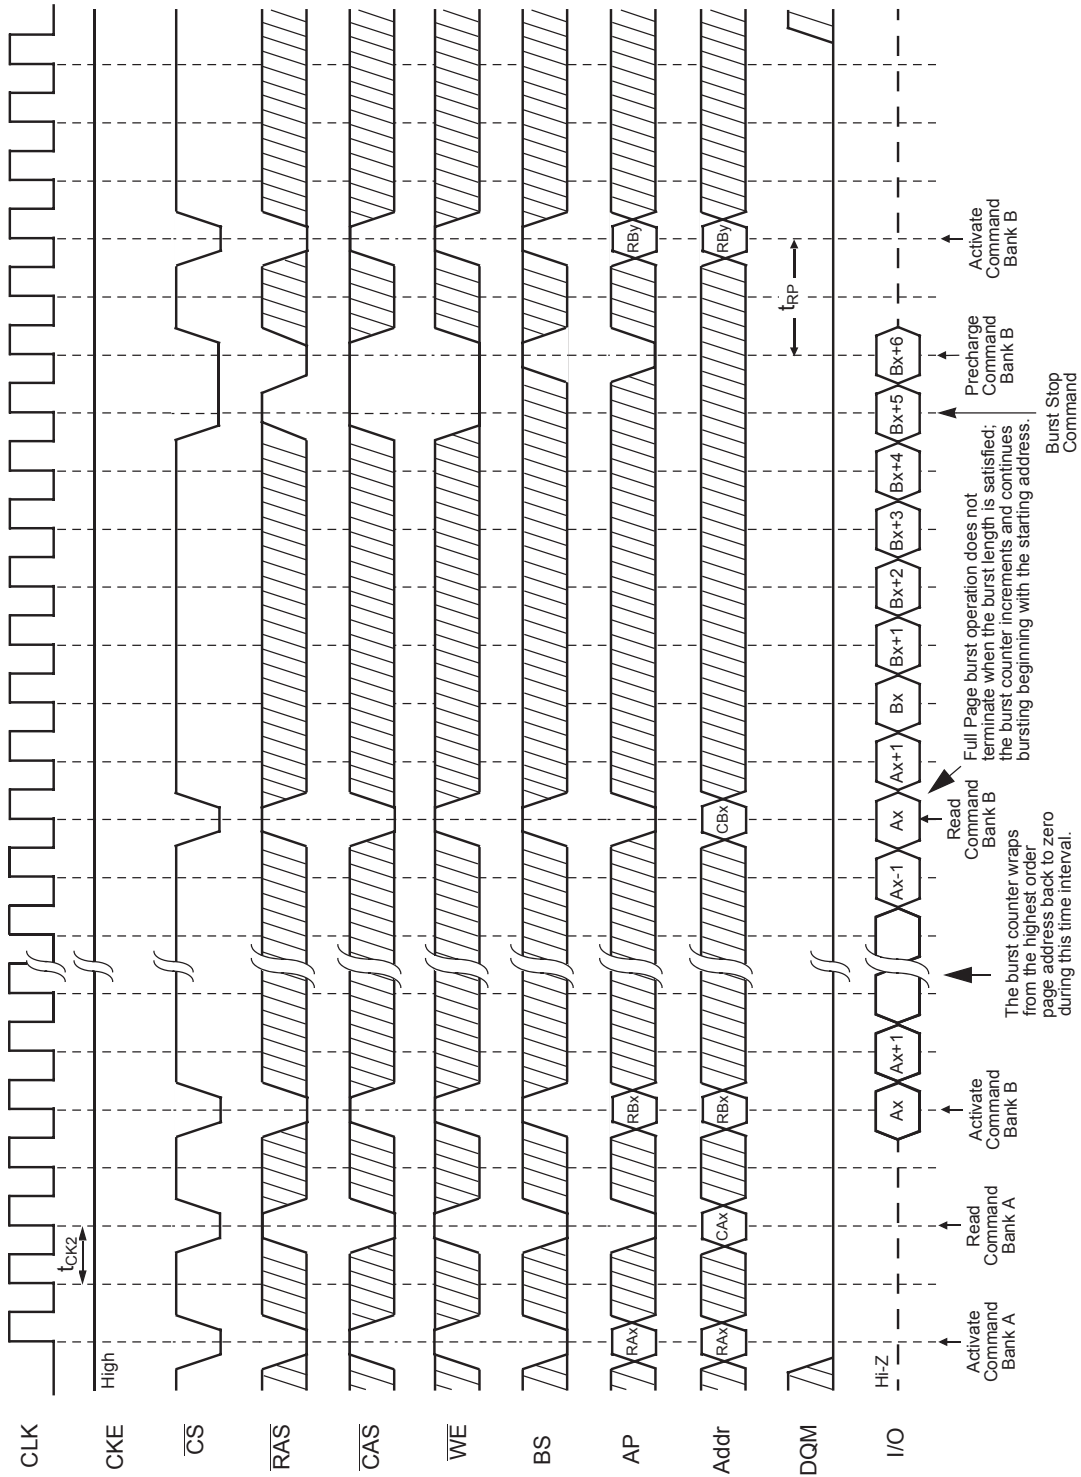 CLK
CKE
High
CS
RAS
CAS
WE
BS
AP
RAx
RBx
RBy
Addr
RAx
CAx
RBx
CBx
RBy
DQM
I/O
Hi-Z
Ax
Ax+1
Ax-1
Ax
Ax+1
Bx
Bx+1
Bx+2
Bx+3
Bx+4
Bx+5
Bx+6
tCK2
tRP
Activate
Command
Bank A
Read
Command
Bank A
Activate
Command
Bank B
The burst counter wraps
from the highest order
page address back to zero
during this time interval.
Read
Command
Bank B
Full Page burst operation does not
terminate when the burst length is satisfied;
the burst counter increments and continues
bursting beginning with the starting address.
Burst Stop
Command
Precharge
Command
Bank B
Activate
Command
Bank B